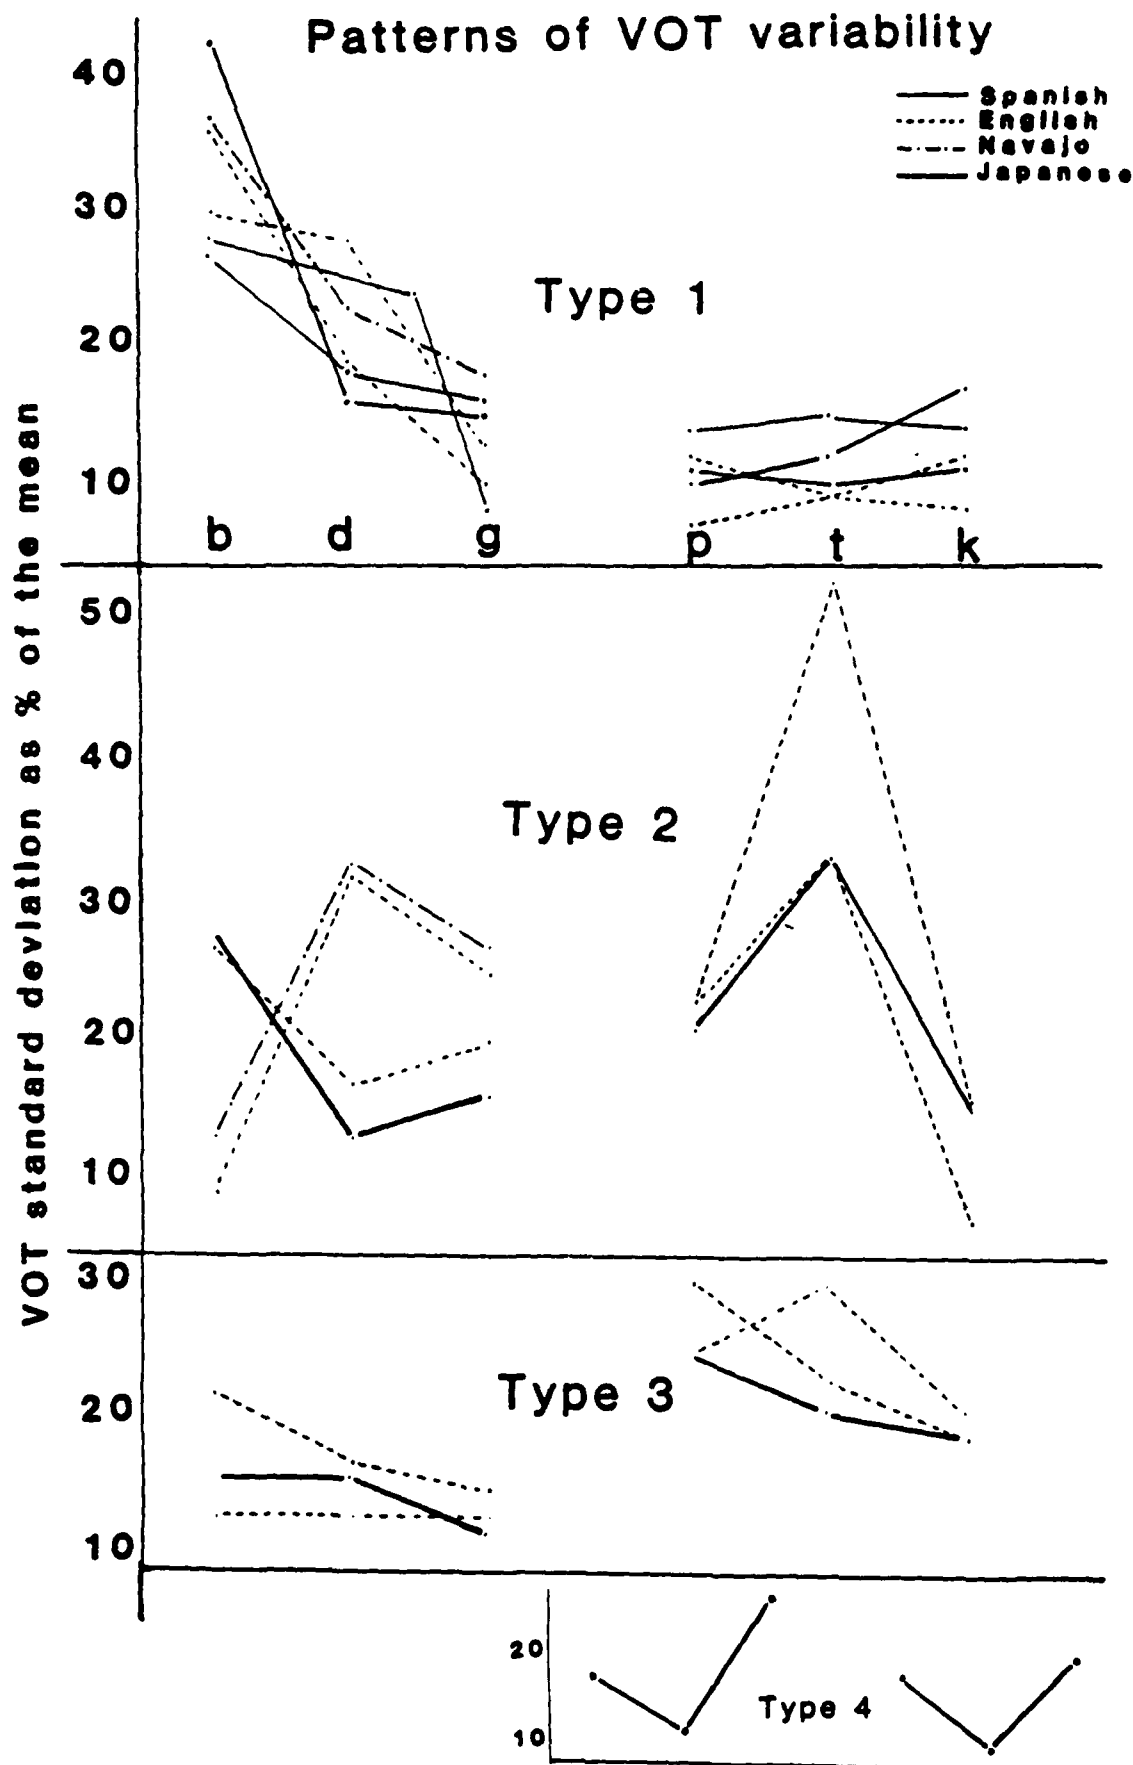 Patterns of VOT variability
Spanish
English
Navajo
Japanese
VOT standard deviation as % of the mean
40
30
20
10
Type 1
b d g p t k
50
40
30
20
10
Type 2
30
20
10
Type 3
20
10
Type 4